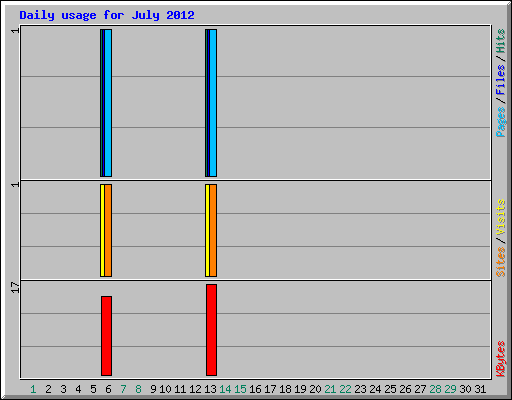 Daily usage for July 2012
1
Pages / Files / Hits
1
Sites / Visits
17
KBytes
1 2 3 4 5 6 7 8 9 10 11 12 13 14 15 16 17 18 19 20 21 22 23 24 25 26 27 28 29 30 31